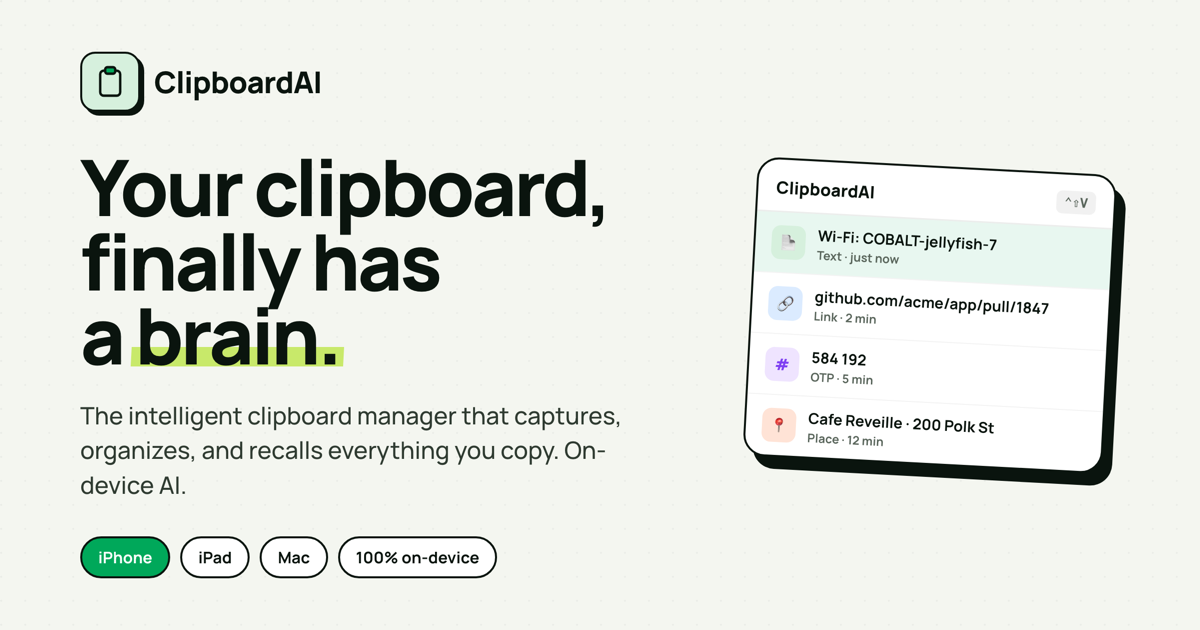 ClipboardAI
Your clipboard,
finally has
a brain.
The intelligent clipboard manager that captures,
organizes, and recalls everything you copy. On-
device AI.
iPhone
iPad
Mac
100% on-device
ClipboardAI
⌃⇧V
Wi-Fi: COBALT-jellyfish-7
Text · just now
github.com/acme/app/pull/1847
Link · 2 min
#
584 192
OTP · 5 min
Cafe Reveille · 200 Polk St
Place · 12 min